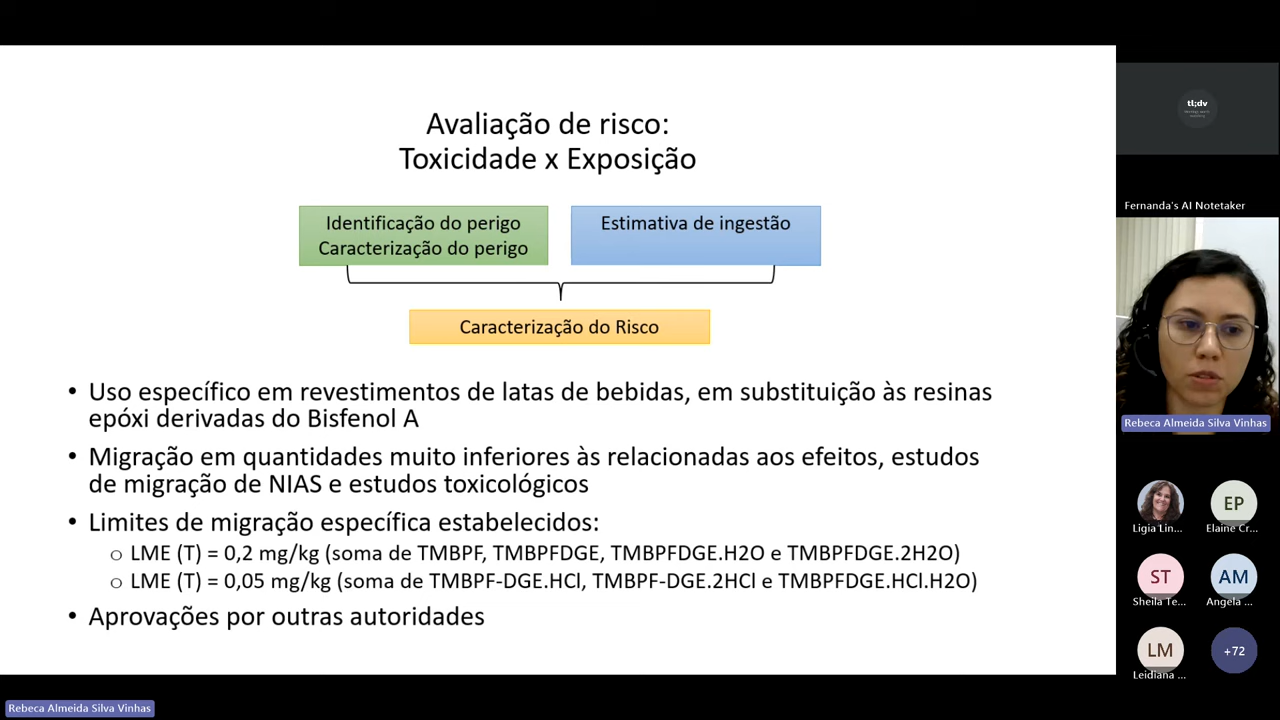 Avaliação de risco:
Toxicidade x Exposição
Identificação do perigo
Caracterização do perigo
Estimativa de ingestão
Caracterização do Risco
• Uso específico em revestimentos de latas de bebidas, em substituição às resinas
epóxi derivadas do Bisfenol A
• Migração em quantidades muito inferiores às relacionadas aos efeitos, estudos
de migração de NIAS e estudos toxicológicos
• Limites de migração específica estabelecidos:
o LME (T) = 0,2 mg/kg (soma de TMBPF, TMBPFDGE, TMBPFDGE.H2O e TMBPFDGE.2H2O)
o LME (T) = 0,05 mg/kg (soma de TMBPF-DGE.HCl, TMBPF-DGE.2HCl e TMBPFDGE.HCl.H2O)
• Aprovações por outras autoridades
tl;dv
Fernanda's AI Notetaker
Rebeca Almeida Silva Vinhas
Ligia Lin...
EP
Elaine Cr...
ST
Sheila Te...
AM
Angela ...
LM
Leidiana ...
+72
Rebeca Almeida Silva Vinhas